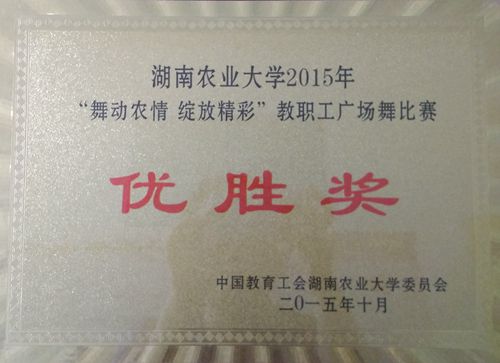 湖南农业大学2015年
“舞动农情 绽放精彩”教职工广场舞比赛
优胜奖
中国教育工会湖南农业大学委员会
二0一五年十月